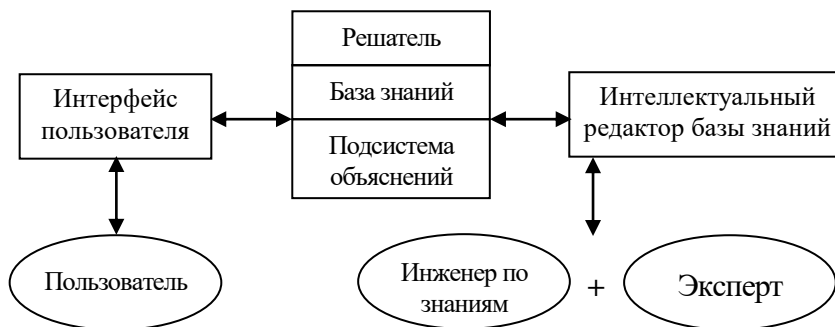 Решатель
База знаний
Подсистема
объяснений
Интерфейс
пользователя
Интеллектуальный
редактор базы знаний
Пользователь
Инженер по
знаниям
+
Эксперт